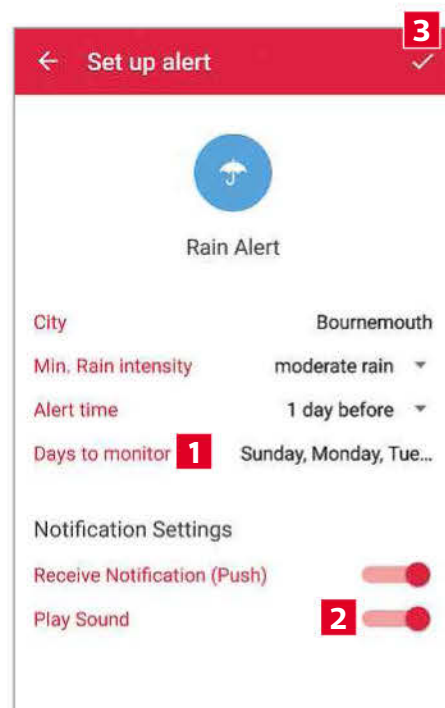 3
Set up alert
Rain Alert
City Bournemouth
Min. Rain intensity moderate rain
Alert time 1 day before
Days to monitor 1 Sunday, Monday, Tue...
Notification Settings
Receive Notification (Push)
Play Sound 2